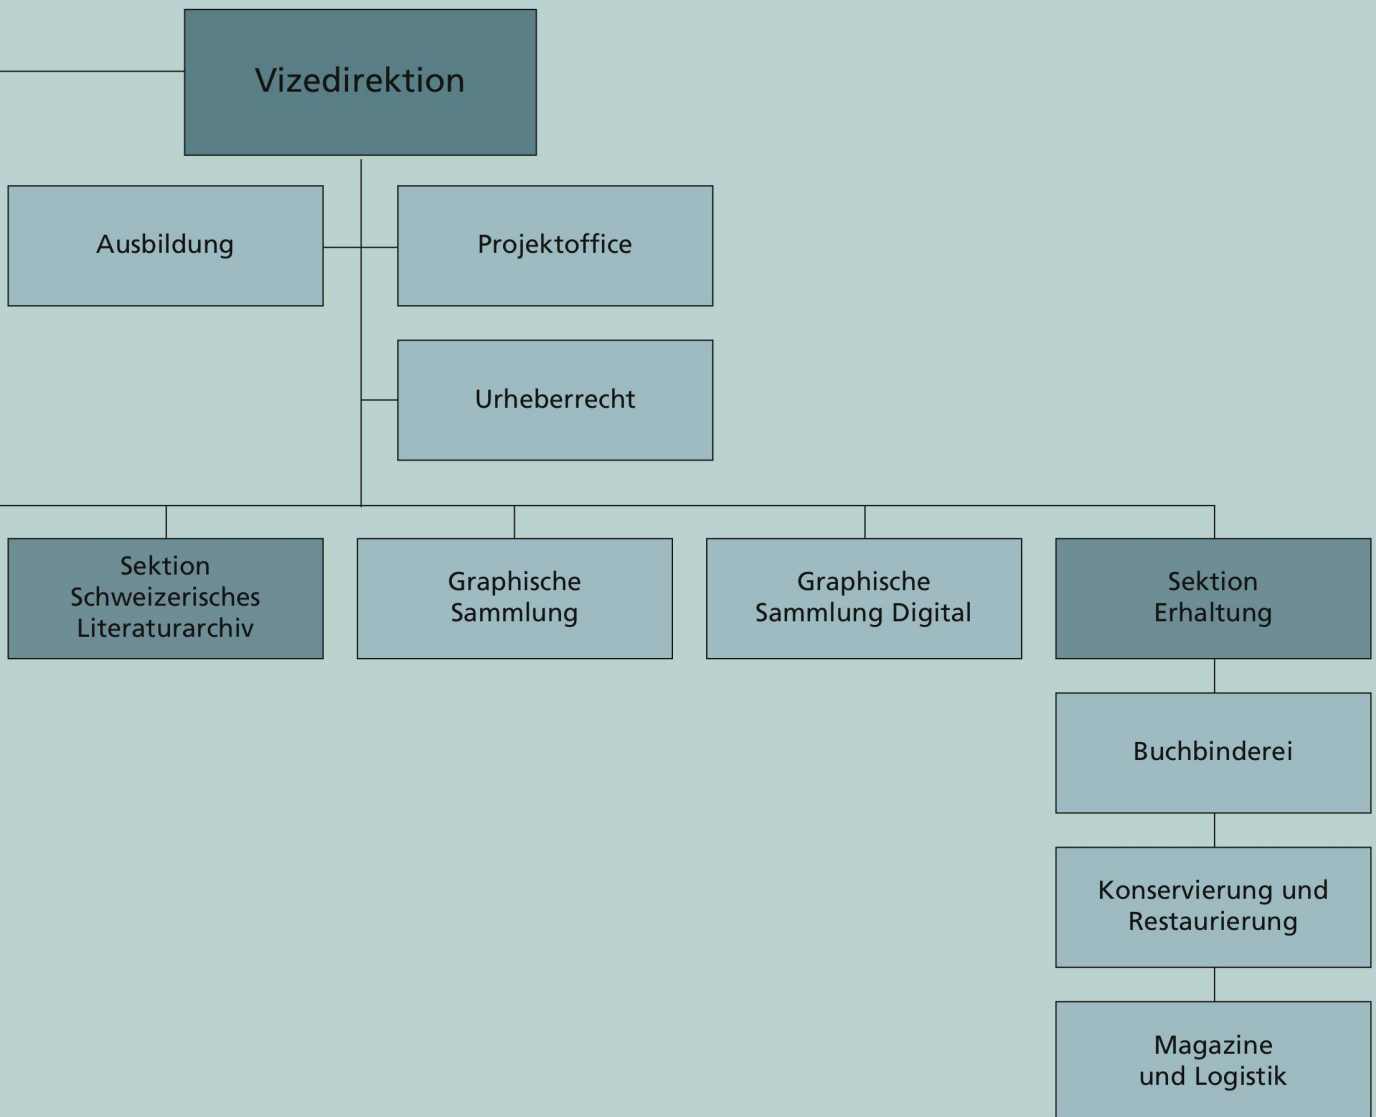 Vizedirektion
Ausbildung
Projektoffice
Urheberrecht
Sektion
Schweizerisches
Literaturarchiv
Graphische
Sammlung
Graphische
Sammlung Digital
Sektion
Erhaltung
Buchbinderei
Konservierung und
Restaurierung
Magazine
und Logistik